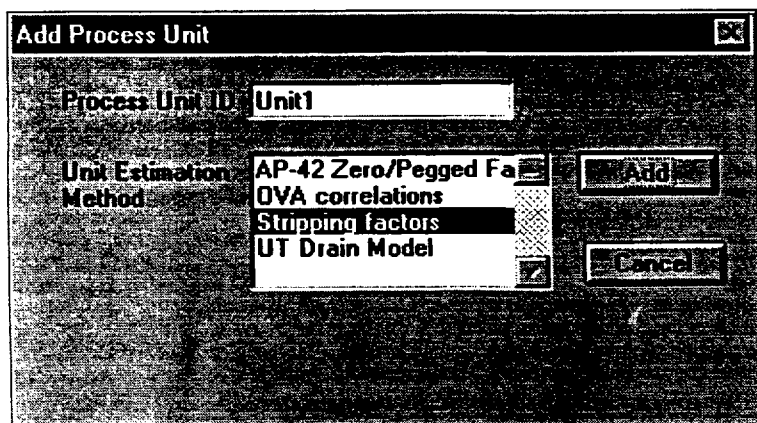 Add Process Unit
Process Unit ID Unit1
Unit Estimation Method
AP-42 Zero/Pegged Fa
OVA correlations
Stripping factors
UT Drain Model
Add
Cancel